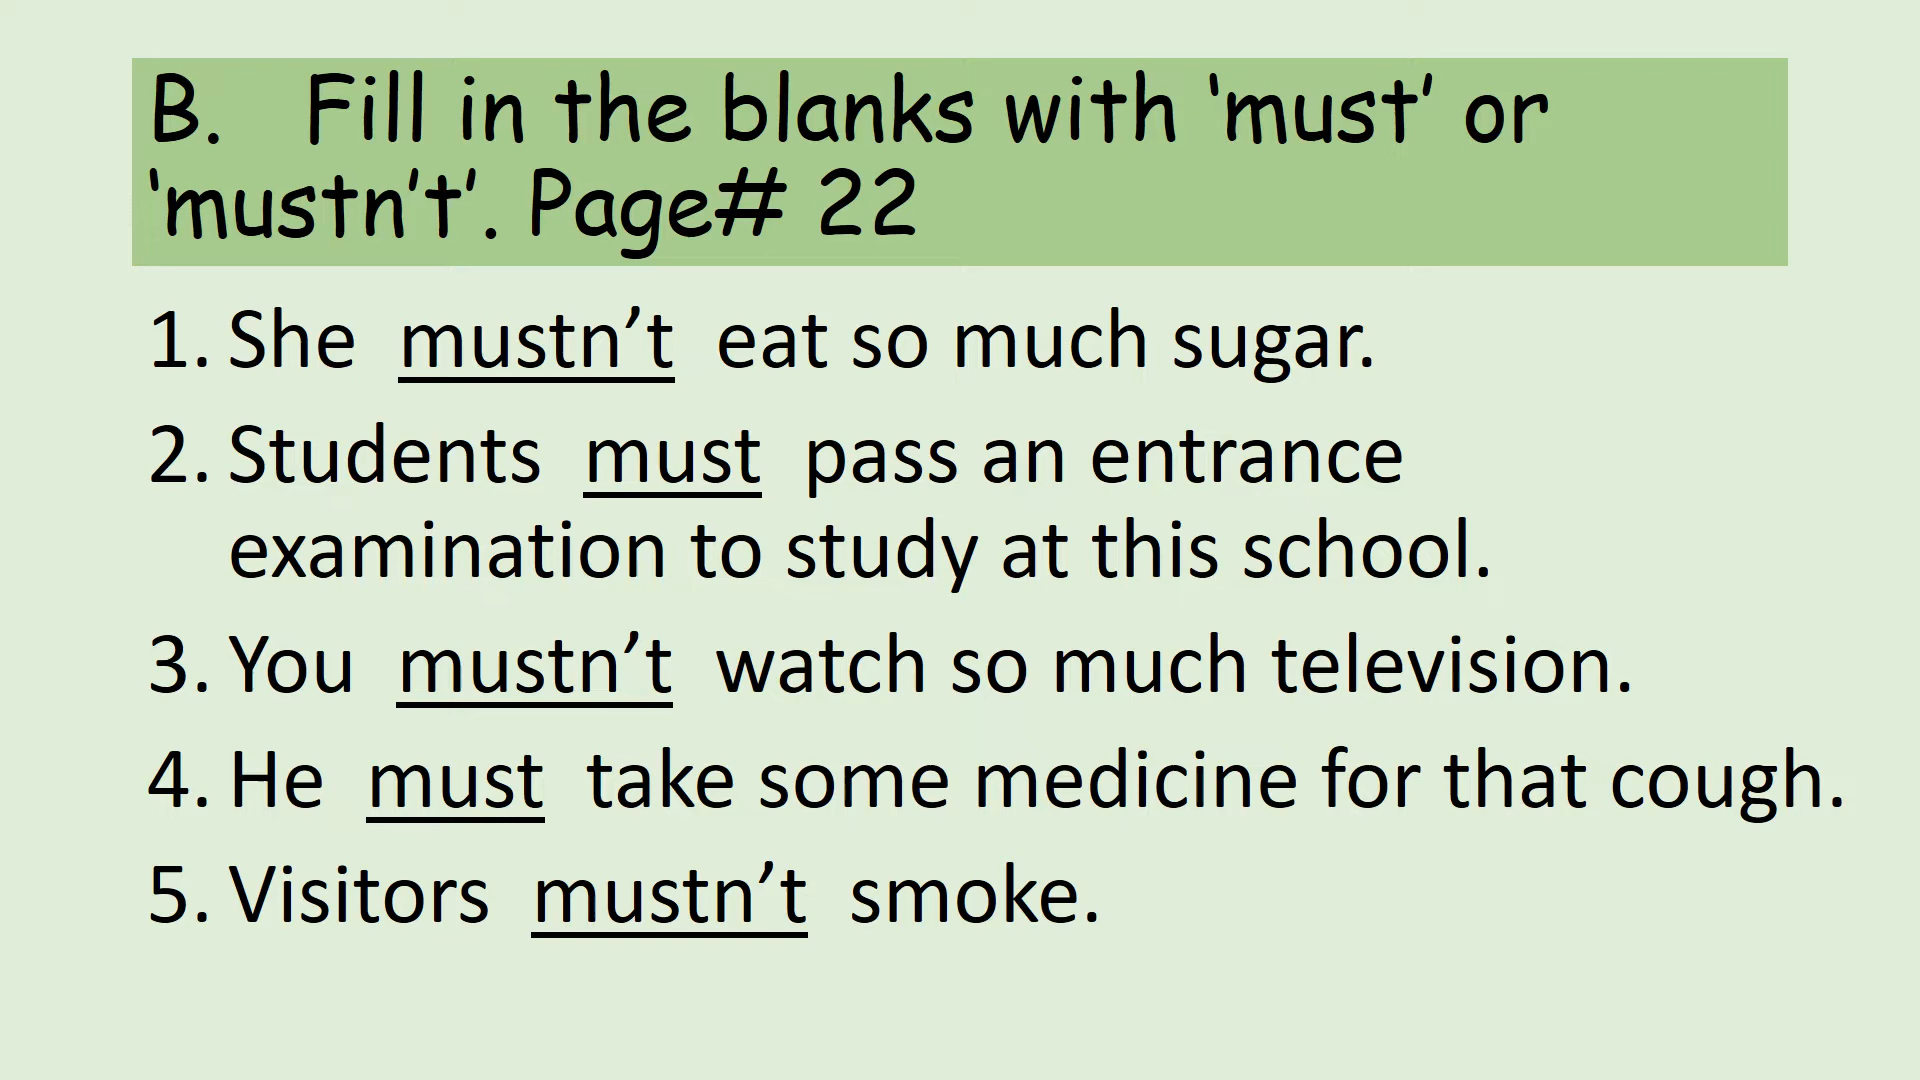 B. Fill in the blanks with ‘must’ or
‘mustn’t’. Page# 22
1. She mustn’t eat so much sugar.
2. Students must pass an entrance
examination to study at this school.
3. You mustn’t watch so much television.
4. He must take some medicine for that cough.
5. Visitors mustn’t smoke.